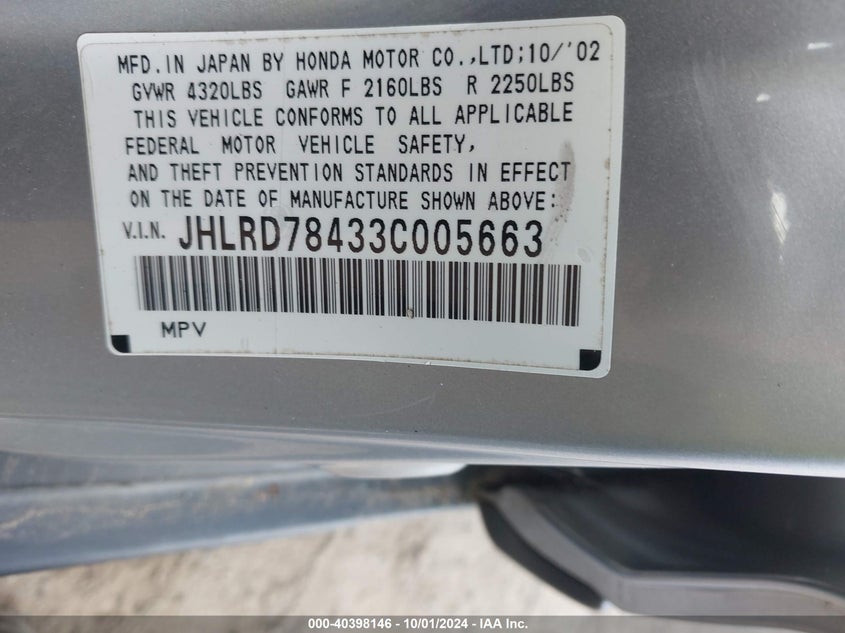 MFD.IN JAPAN BY HONDA MOTOR CO.,LTD;10/'02
GVWR 4320LBS GAWR F 2160LBS R 2250LBS
THIS VEHICLE CONFORMS TO ALL APPLICABLE
FEDERAL MOTOR VEHICLE SAFETY,
AND THEFT PREVENTION STANDARDS IN EFFECT
ON THE DATE OF MANUFACTURE SHOWN ABOVE:
V.I.N. JHLRD78433C005663
MPV
000-40398146 - 10/01/2024 - IAA Inc.